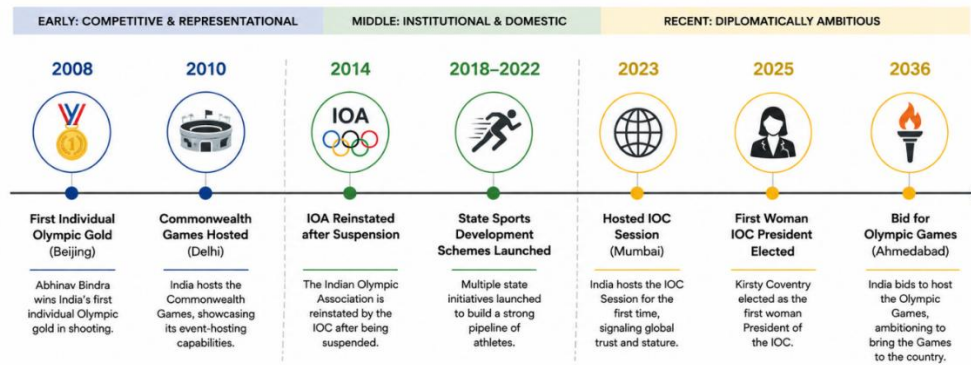 EARLY: COMPETITIVE & REPRESENTATIONAL
MIDDLE: INSTITUTIONAL & DOMESTIC
RECENT: DIPLOMATICALLY AMBITIOUS
2008
1
First Individual
Olympic Gold
(Beijing)
Abhinav Bindra
wins India's first
individual Olympic
gold in shooting.
2010
Commonwealth
Games Hosted
(Delhi)
India hosts the
Commonwealth
Games, showcasing
its event-hosting
capabilities.
2014
IOA
IOA Reinstated
after Suspension
The Indian Olympic
Association is
reinstated by the
IOC after being
suspended.
2018–2022
State Sports
Development
Schemes Launched
Multiple state
initiatives launched
to build a strong
pipeline of
athletes.
2023
Hosted IOC
Session
(Mumbai)
India hosts the IOC
Session for the
first time,
signaling global
trust and stature.
2025
First Woman
IOC President
Elected
Kirsty Coventry
elected as the
first woman
President of
the IOC.
2036
Bid for
Olympic Games
(Ahmedabad)
India bids to host
the Olympic
Games,
ambitioning to
bring the Games
to the country.